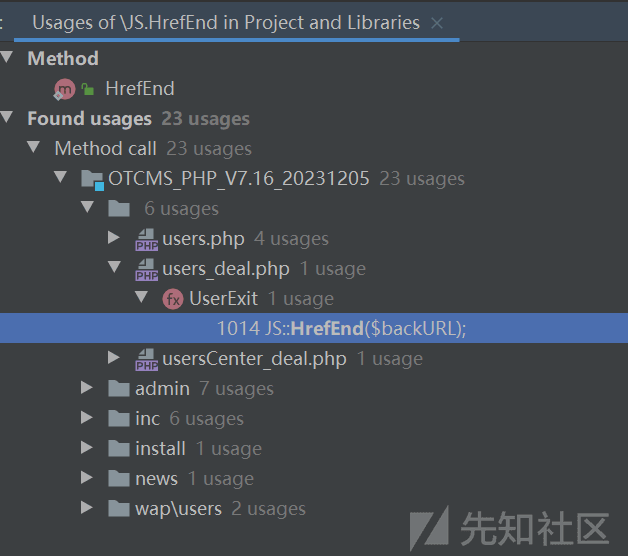 : Usages of \JS.HrefEnd in Project and Libraries ×
Method
m HrefEnd
Found usages 23 usages
Method call 23 usages
OTCMS_PHP_V7.16_20231205 23 usages
6 usages
PHP users.php 4 usages
PHP users_deal.php 1 usage
fx UserExit 1 usage
1014 JS::HrefEnd($backURL);
PHP usersCenter_deal.php 1 usage
admin 7 usages
inc 6 usages
install 1 usage
news 1 usage
wap\users 2 usages
先知社区